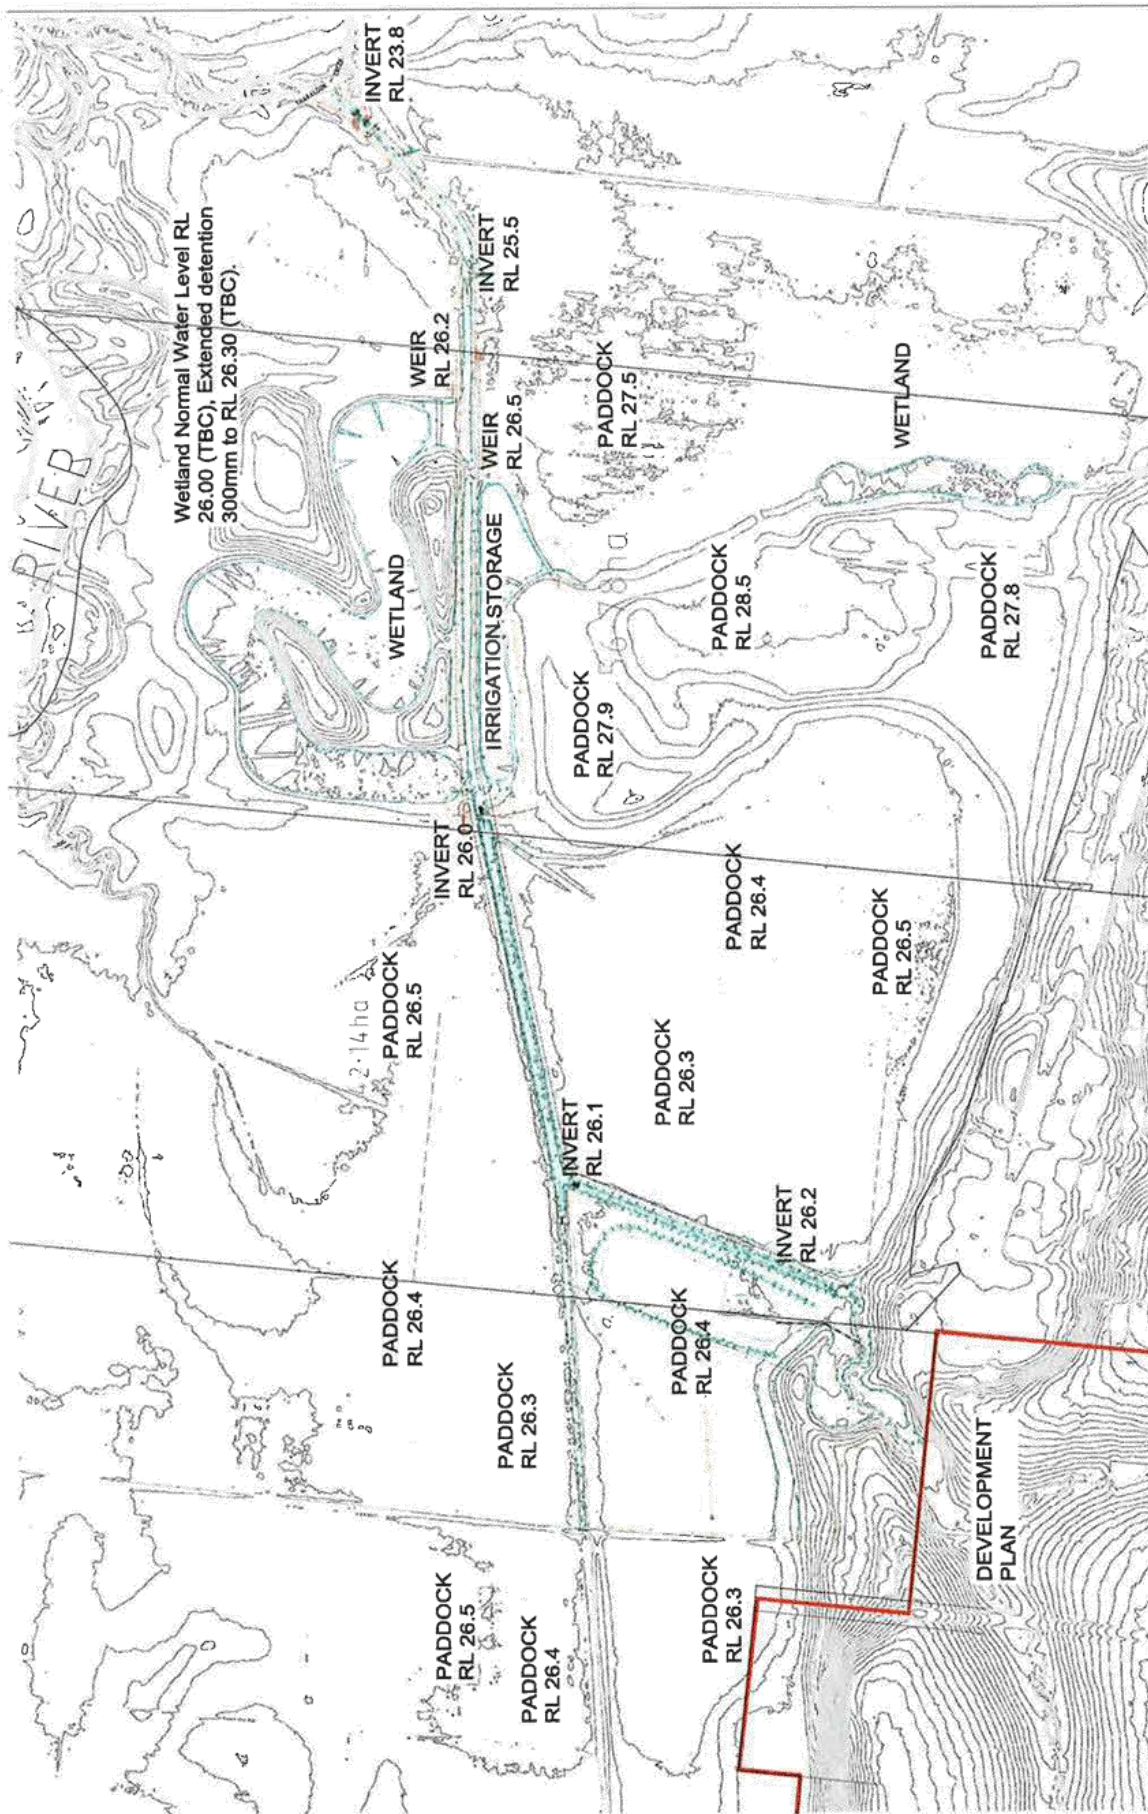 INVERT
RL 23.8
Wetland Normal Water Level RL
26.00 (TBC), Extended detention
300mm to RL 26.30 (TBC).
RIVER
INVERT
RL 25.5
WEIR
RL 26.2
WEIR
RL 26.5
PADDOCK
RL 27.5
WETLAND
WETLAND
IRRIGATION STORAGE
PADDOCK
RL 28.5
PADDOCK
RL 27.8
PADDOCK
RL 27.9
INVERT
RL 26.0
PADDOCK
RL 26.4
PADDOCK
RL 26.5
2·14ha
PADDOCK
RL 26.5
PADDOCK
RL 26.3
INVERT
RL 26.1
INVERT
RL 26.2
PADDOCK
RL 26.4
PADDOCK
RL 26.4
PADDOCK
RL 26.3
DEVELOPMENT
PLAN
PADDOCK
RL 26.5
PADDOCK
RL 26.4
PADDOCK
RL 26.3